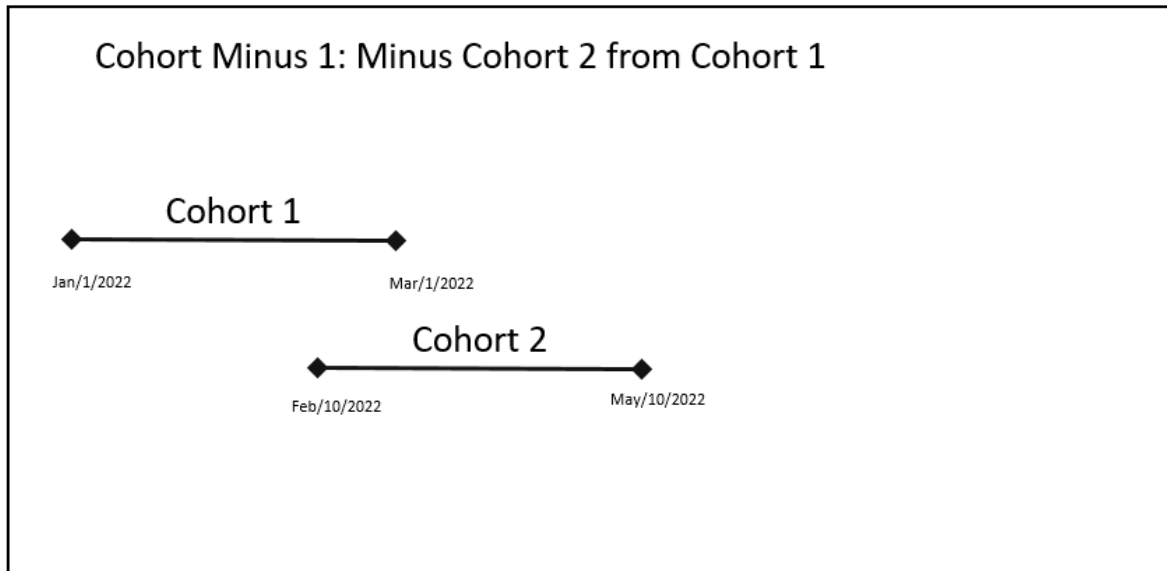 Cohort Minus 1: Minus Cohort 2 from Cohort 1
Cohort 1
Jan/1/2022
Mar/1/2022
Cohort 2
Feb/10/2022
May/10/2022